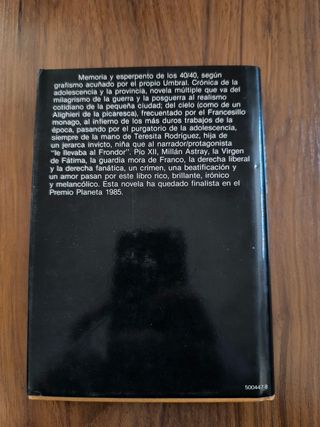 Memoria y esperpento de los 40/40, según
grafismo acuñado por el propio Umbral. Crónica de la
adolescencia y la provincia, novela múltiple que va del
milagrismo de la guerra y la posguerra al realismo
cotidiano de la pequeña ciudad; del cielo (como de un
Alighieri de la picaresca), frecuentado por el Francesillo
monago, al infierno de los más duros trabajos de la
época, pasando por el purgatorio de la adolescencia,
siempre de la mano de Teresita Rodríguez, hija de
un jerarca invicto, niña que al narrador/protagonista
"le llevaba al Frondor". Pío XII, Millán Astray, la Virgen
de Fátima, la guardia mora de Franco, la derecha liberal
y la derecha fanática, un crimen, una beatificación y
un amor pasan por este libro rico, brillante, irónico
y melancólico. Esta novela ha quedado finalista en el
Premio Planeta 1985.
500447-8